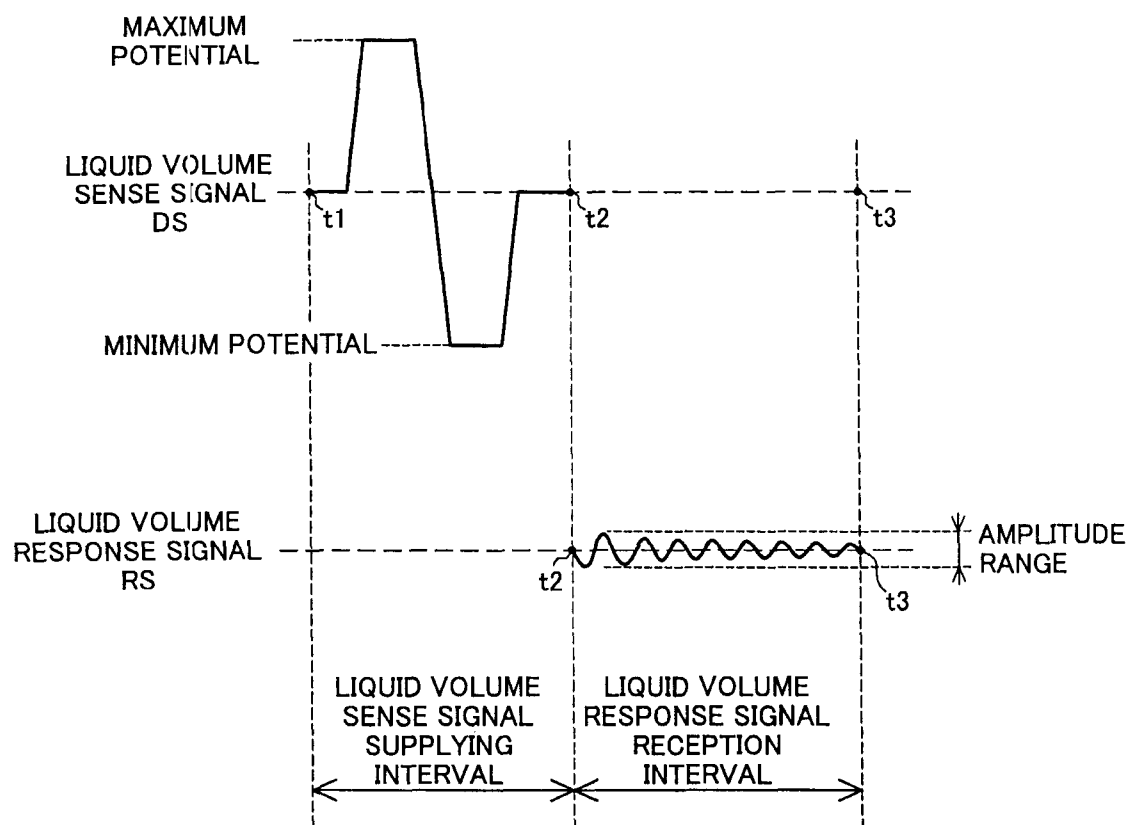 MAXIMUM
POTENTIAL
LIQUID VOLUME
SENSE SIGNAL
DS
t1
t2
t3
MINIMUM POTENTIAL
LIQUID VOLUME
RESPONSE SIGNAL
RS
t2
t3
AMPLITUDE
RANGE
LIQUID VOLUME
SENSE SIGNAL
SUPPLYING
INTERVAL
LIQUID VOLUME
RESPONSE SIGNAL
RECEPTION
INTERVAL